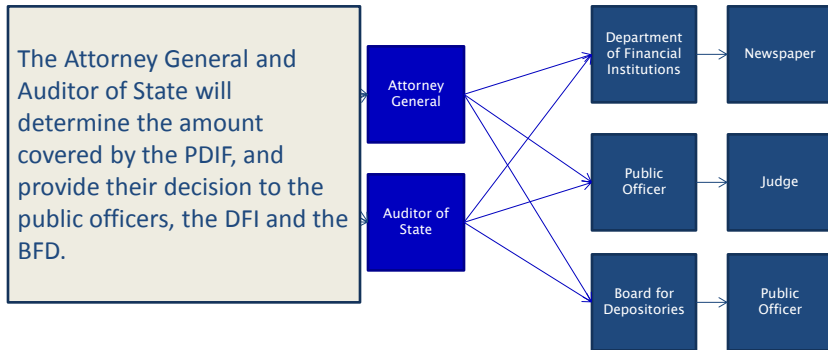 The Attorney General and
Auditor of State will
determine the amount
covered by the PDIF, and
provide their decision to the
public officers, the DFI and the
BFD.
Attorney
General
Auditor of
State
Department
of Financial
Institutions
Newspaper
Public
Officer
Judge
Board for
Depositories
Public
Officer